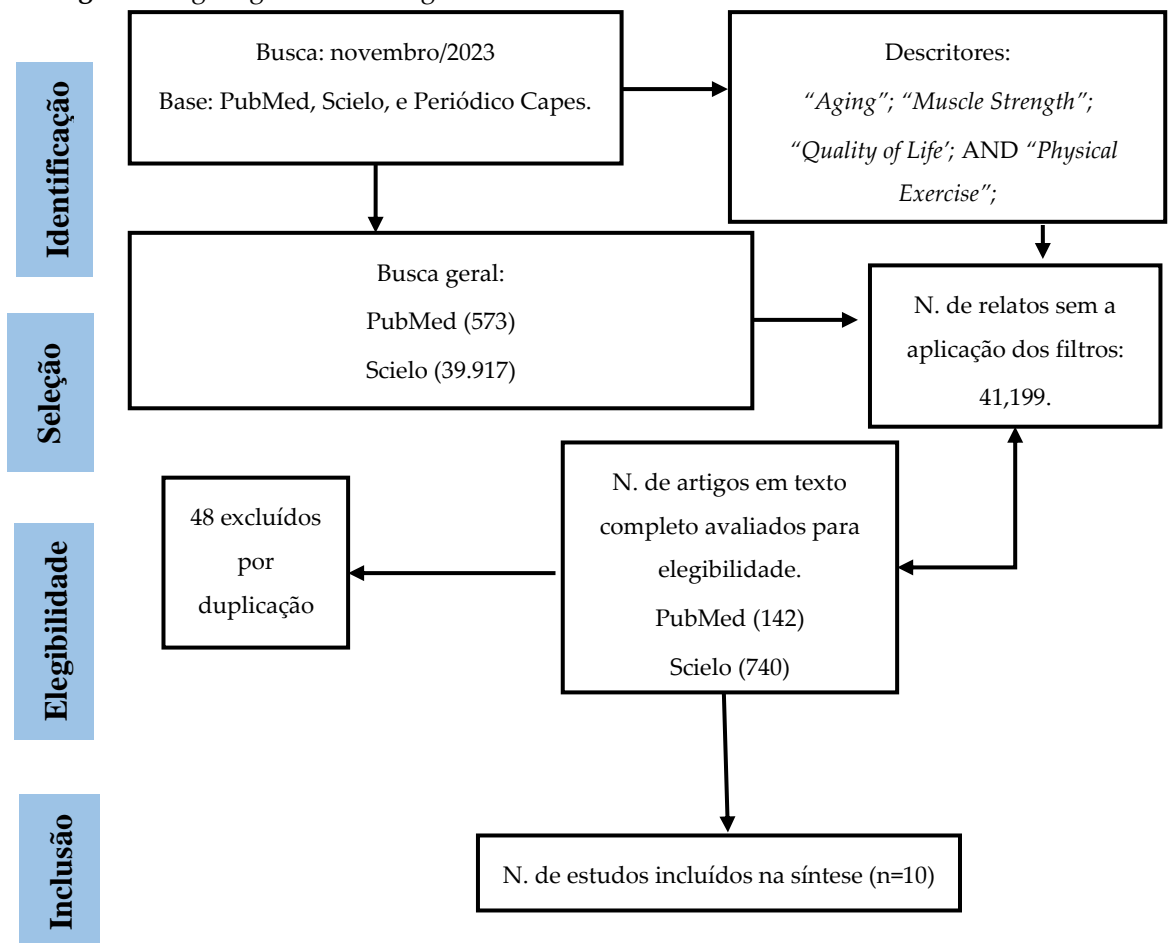 Busca: novembro/2023
Base: PubMed, Scielo, e Periódico Capes.
Descritores:
“Aging”; “Muscle Strength”;
“Quality of Life’; AND “Physical
Exercise”;
Identificação
Busca geral:
PubMed (573)
Scielo (39.917)
N. de relatos sem a
aplicação dos filtros:
41,199.
Seleção
N. de artigos em texto
completo avaliados para
elegibilidade.
PubMed (142)
Scielo (740)
48 excluídos
por
duplicação
Elegibilidade
N. de estudos incluídos na síntese (n=10)
Inclusão